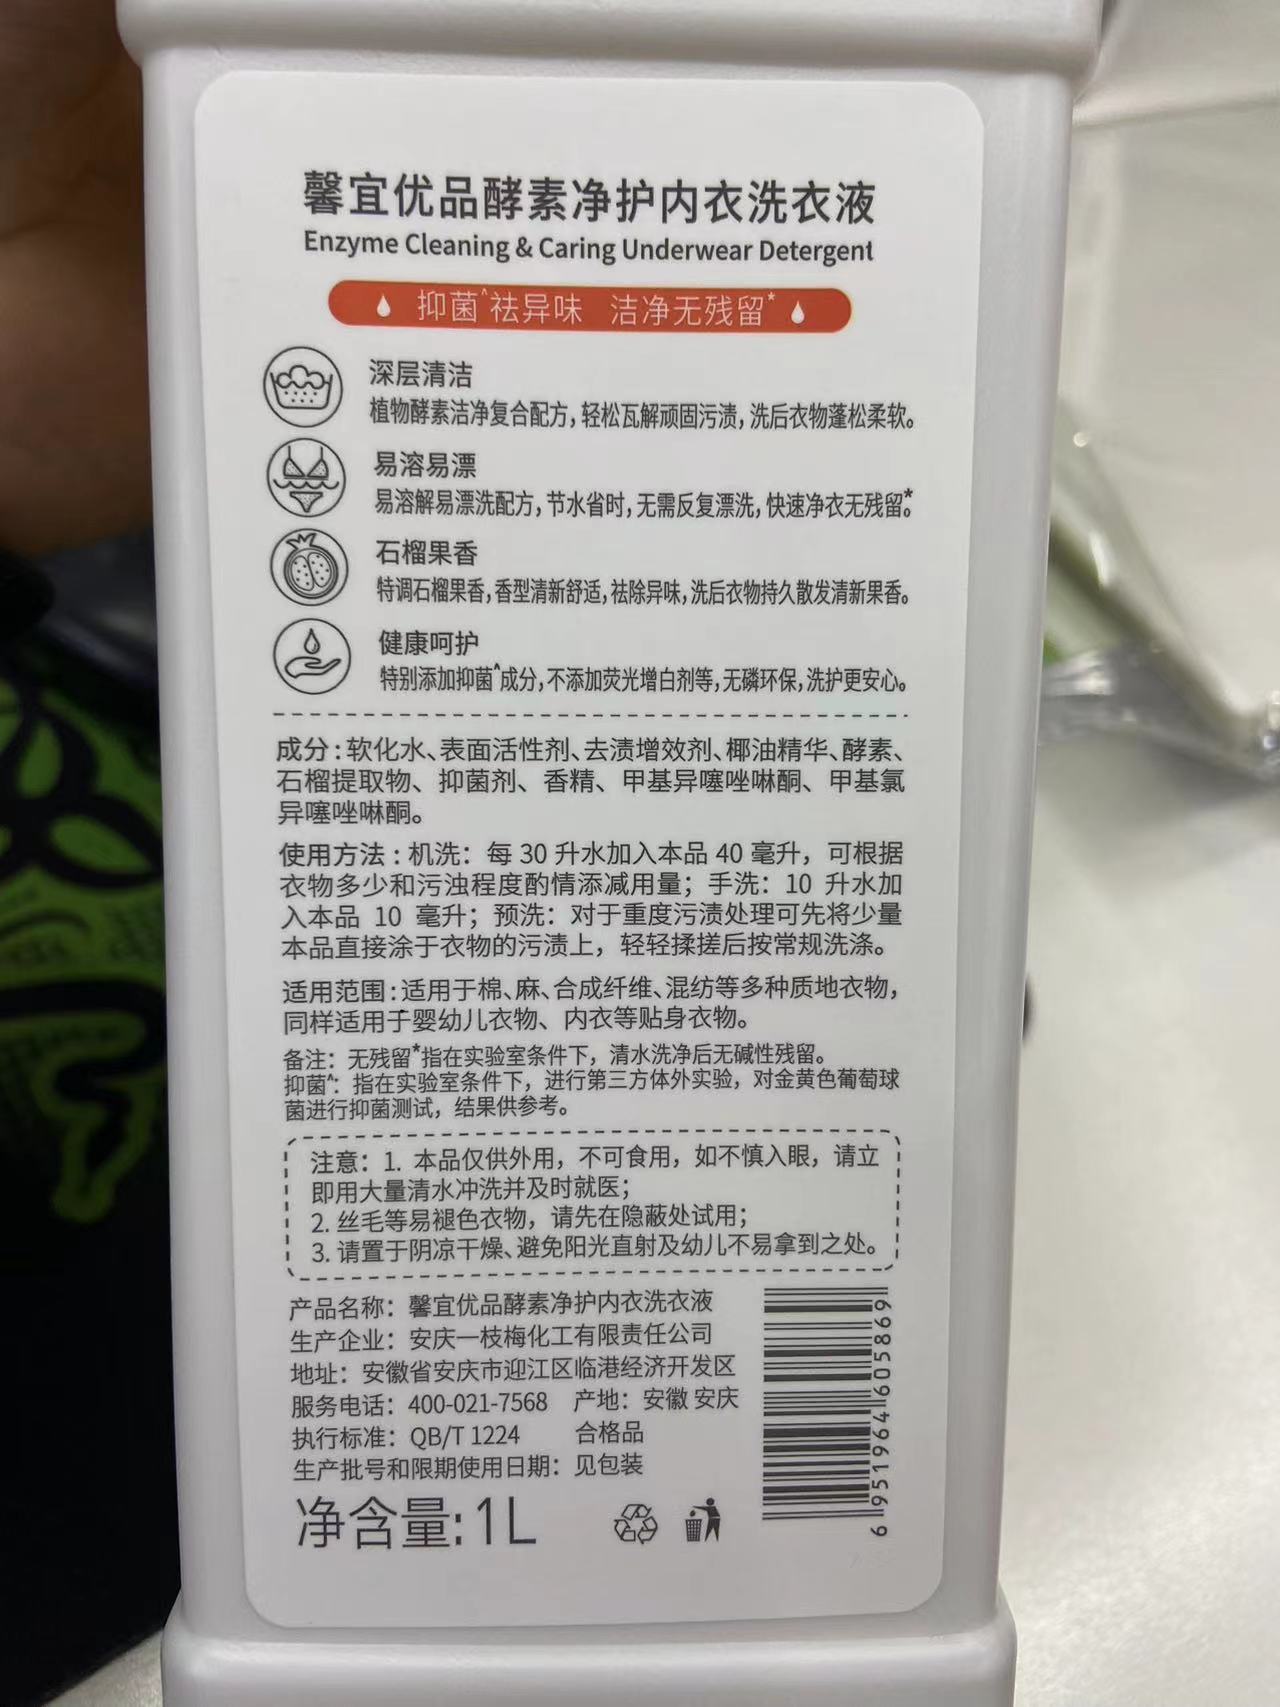 馨宜优品酵素净护内衣洗衣液
Enzyme Cleaning & Caring Underwear Detergent
抑菌^祛异味 洁净无残留*
深层清洁
植物酵素洁净复合配方，轻松瓦解顽固污渍，洗后衣物蓬松柔软。
易溶易漂
易溶解易漂洗配方，节水省时，无需反复漂洗，快速净衣无残留*。
石榴果香
特调石榴果香，香型清新舒适，祛除异味，洗后衣物持久散发清新果香。
健康呵护
特别添加抑菌^成分，不添加荧光增白剂等，无磷环保，洗护更安心。
成分：软化水、表面活性剂、去渍增效剂、椰油精华、酵素、
石榴提取物、抑菌剂、香精、甲基异噻唑啉酮、甲基氯
异噻唑啉酮。
使用方法：机洗：每 30 升水加入本品 40 毫升，可根据
衣物多少和污浊程度酌情添减用量；手洗：10 升水加
入本品 10 毫升；预洗：对于重度污渍处理可先将少量
本品直接涂于衣物的污渍上，轻轻揉搓后按常规洗涤。
适用范围：适用于棉、麻、合成纤维、混纺等多种质地衣物，
同样适用于婴幼儿衣物、内衣等贴身衣物。
备注：无残留*指在实验室条件下，清水洗净后无碱性残留。
抑菌^：指在实验室条件下，进行第三方体外实验，对金黄色葡萄球
菌进行抑菌测试，结果供参考。
注意：1. 本品仅供外用，不可食用，如不慎入眼，请立
即用大量清水冲洗并及时就医；
2. 丝毛等易褪色衣物，请先在隐蔽处试用；
3. 请置于阴凉干燥、避免阳光直射及幼儿不易拿到之处。
产品名称：馨宜优品酵素净护内衣洗衣液
生产企业：安庆一枝梅化工有限责任公司
地址：安徽省安庆市迎江区临港经济开发区
服务电话：400-021-7568 产地：安徽 安庆
执行标准：QB/T 1224 合格品
生产批号和限期使用日期：见包装
净含量：1L
6 951964 605869